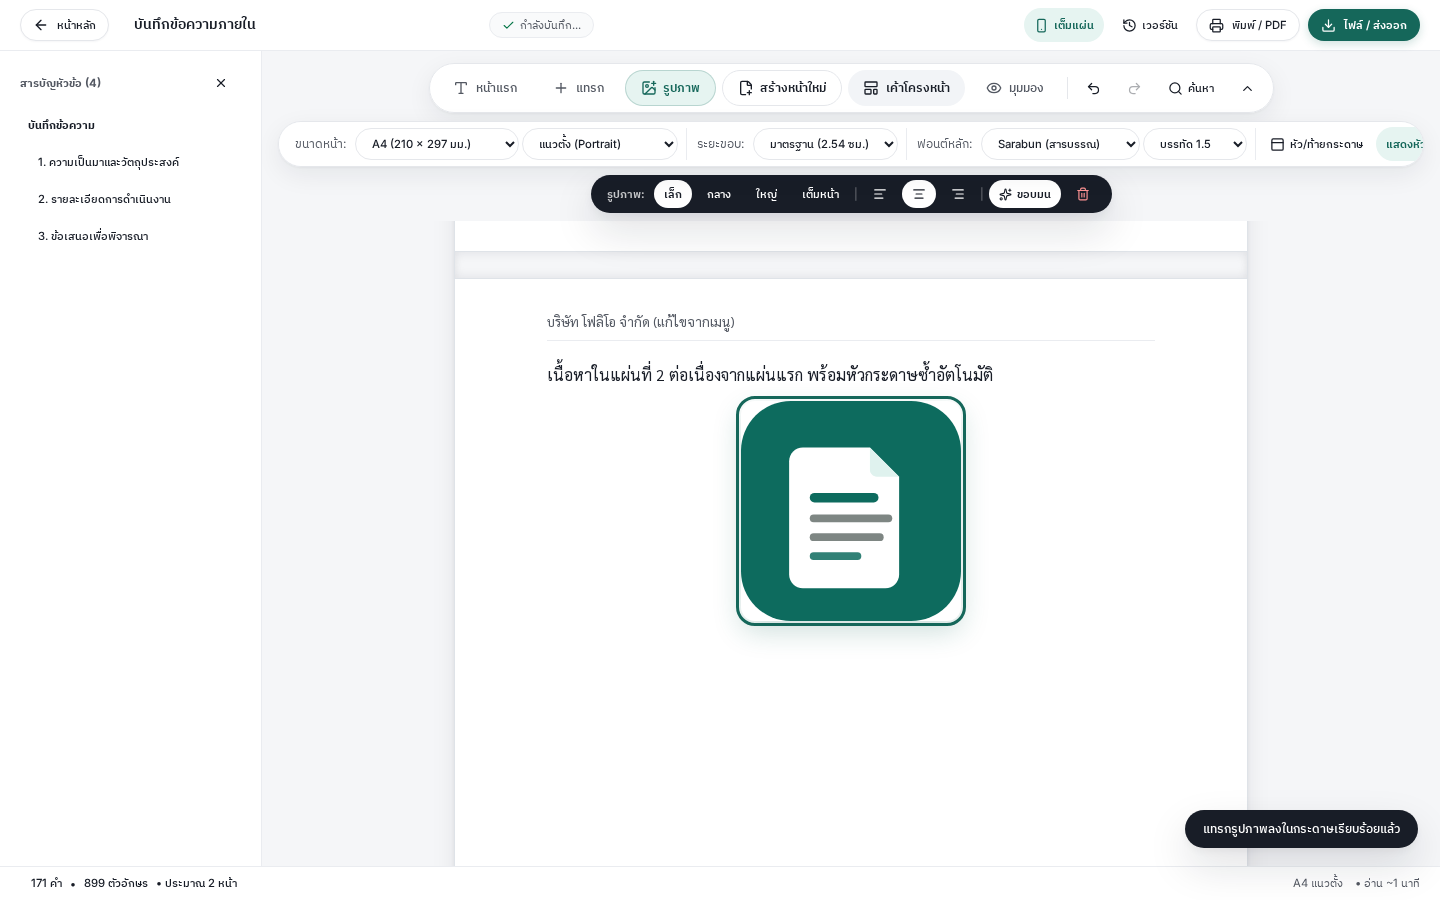 หน้าหลัก
บันทึกข้อความภายใน
กำลังบันทึก...
เต็มแผ่น
เวอร์ชัน
พิมพ์ / PDF
ไฟล์ / ส่งออก
สารบัญหัวข้อ (4)
บันทึกข้อความ
1. ความเป็นมาและวัตถุประสงค์
2. รายละเอียดการดำเนินงาน
3. ข้อเสนอเพื่อพิจารณา
หน้าแรก
แทรก
รูปภาพ
สร้างหน้าใหม่
เค้าโครงหน้า
มุมมอง
ค้นหา
ขนาดหน้า:
A4 (210 × 297 มม.)
แนวตั้ง (Portrait)
ระยะขอบ:
มาตรฐาน (2.54 ซม.)
ฟอนต์หลัก:
Sarabun (สารบรรณ)
บรรทัด 1.5
หัว/ท้ายกระดาษ
แสดงหัว
รูปภาพ:
เล็ก
กลาง
ใหญ่
เต็มหน้า
ขอบมน
บริษัท โฟลิโอ จำกัด (แก้ไขจากเมนู)
เนื้อหาในแผ่นที่ 2 ต่อเนื่องจากแผ่นแรก พร้อมหัวกระดาษซ้ำอัตโนมัติ
แทรกรูปภาพลงในกระดาษเรียบร้อยแล้ว
171 คำ • 899 ตัวอักษร • ประมาณ 2 หน้า
A4 แนวตั้ง • อ่าน ~1 นาที